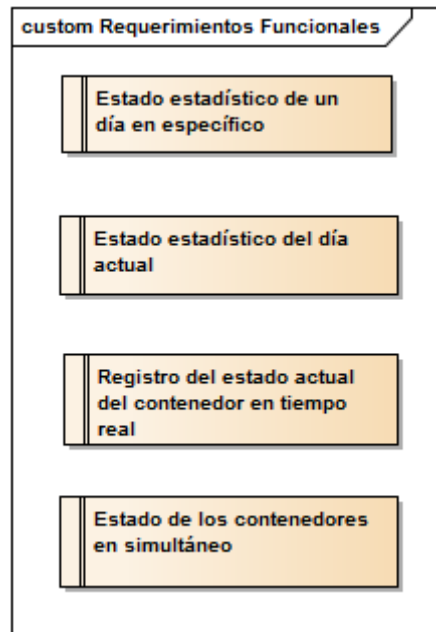 custom Requerimientos Funcionales
Estado estadístico de un
día en específico
Estado estadístico del día
actual
Registro del estado actual
del contenedor en tiempo
real
Estado de los contenedores
en simultáneo